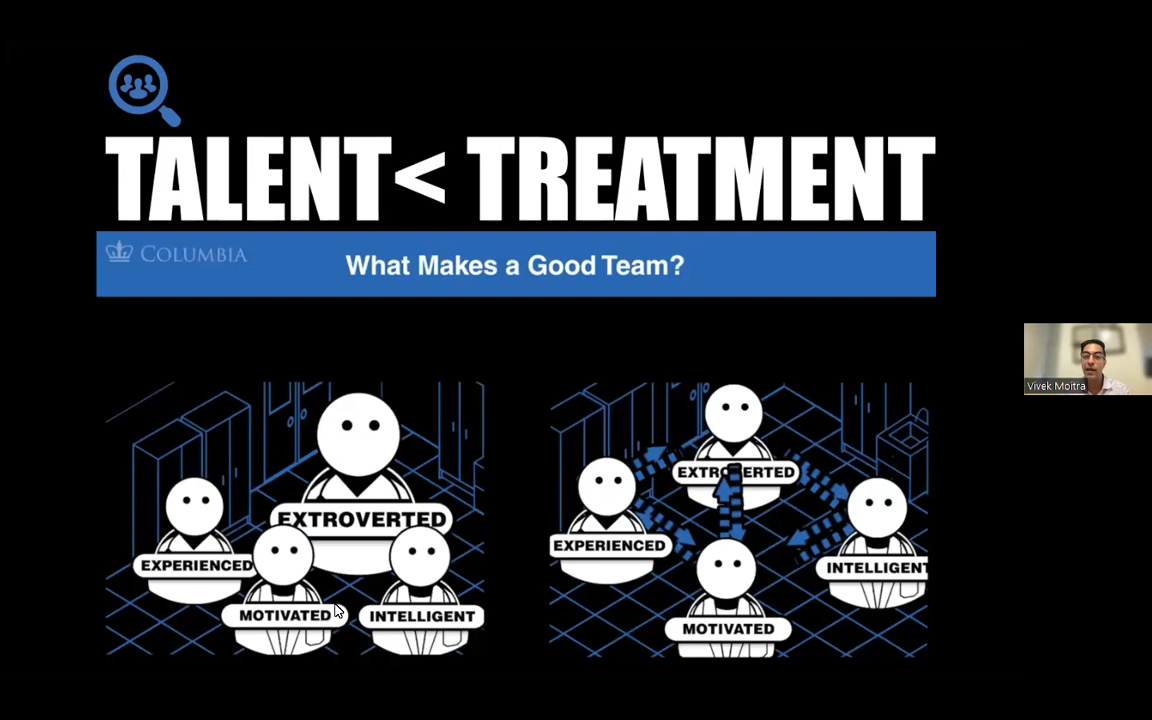 TALENT< TREATMENT
COLUMBIA
What Makes a Good Team?
Vivek Moitra
EXTROVERTED
EXPERIENCED
MOTIVATED
INTELLIGENT
EXTROVERTED
EXPERIENCED
INTELLIGENT
MOTIVATED